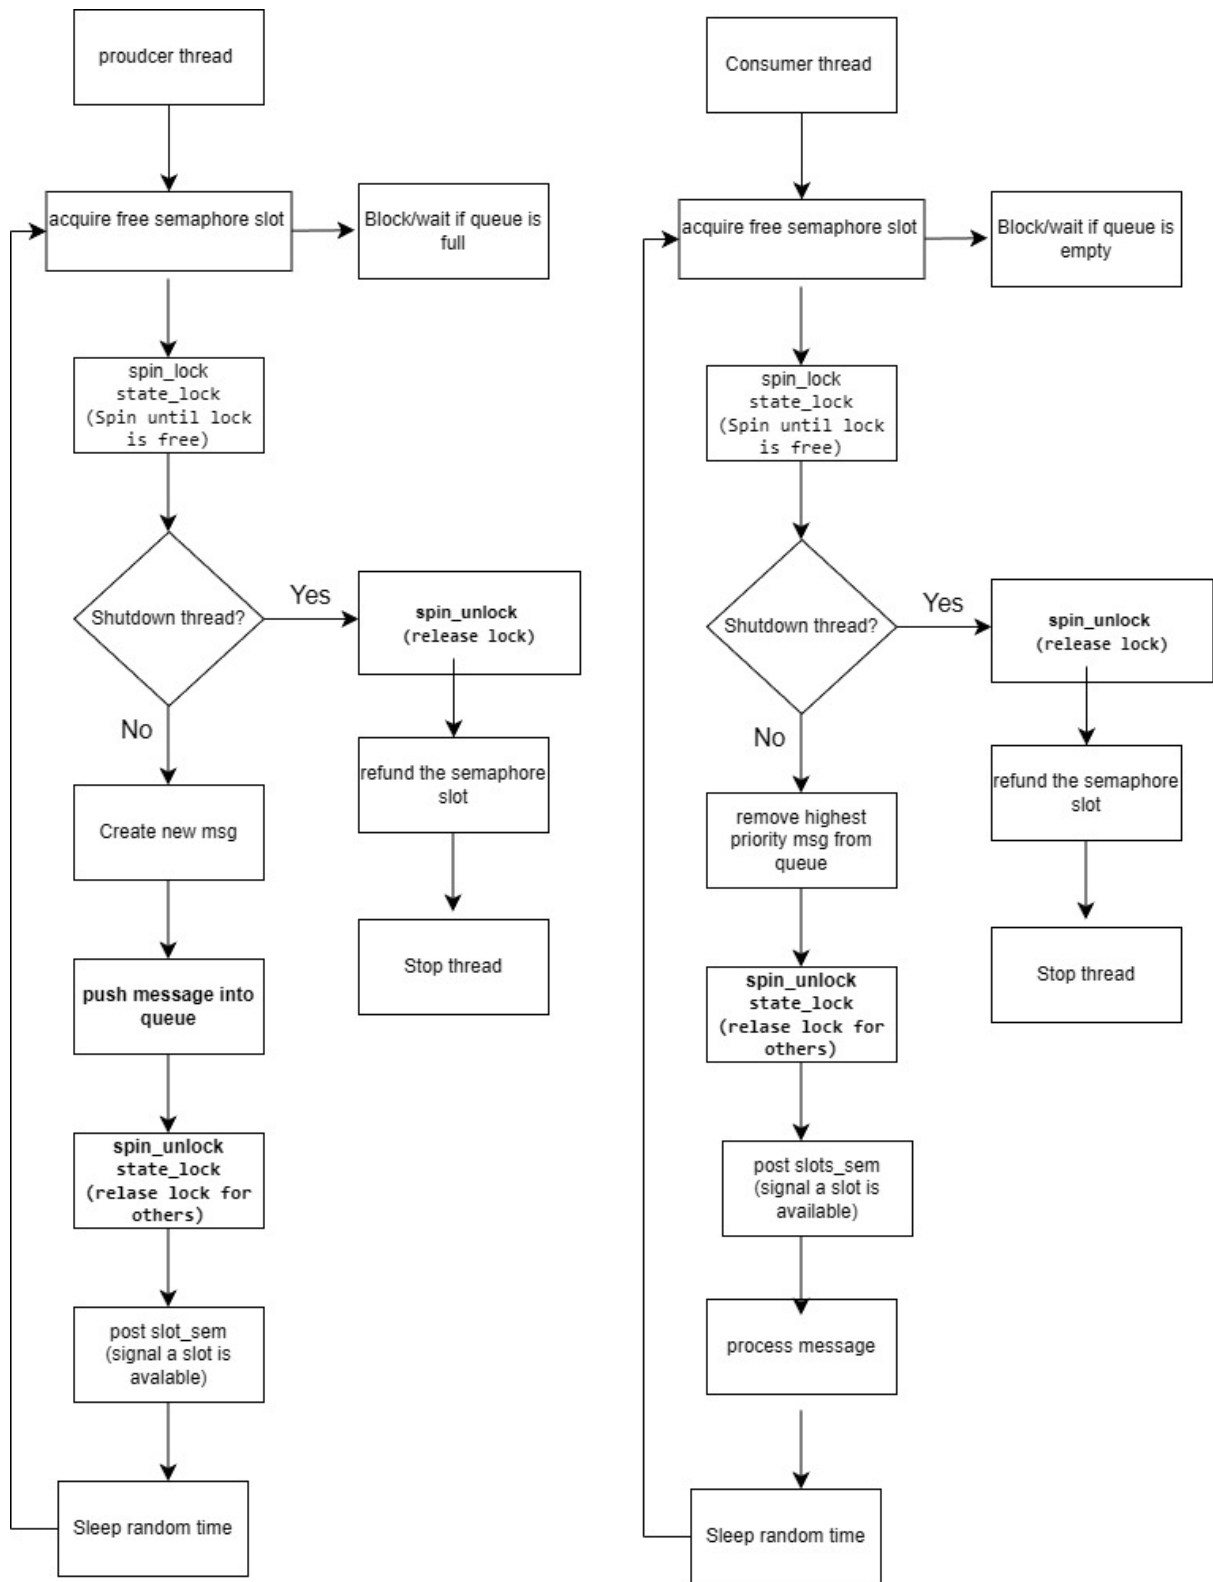 proudcer thread
acquire free semaphore slot
Block/wait if queue is
full
spin_lock
state_lock
(Spin until lock
is free)
Shutdown thread?
Yes
spin_unlock
(release lock)
No
refund the semaphore
slot
Create new msg
Stop thread
push message into
queue
spin_unlock
state_lock
(relase lock for
others)
post slot_sem
(signal a slot is
avalable)
Sleep random time
Consumer thread
acquire free semaphore slot
Block/wait if queue is
empty
spin_lock
state_lock
(Spin until lock
is free)
Shutdown thread?
Yes
spin_unlock
(release lock)
No
refund the semaphore
slot
remove highest
priority msg from
queue
Stop thread
spin_unlock
state_lock
(relase lock for
others)
post slots_sem
(signal a slot is
available)
process message
Sleep random time